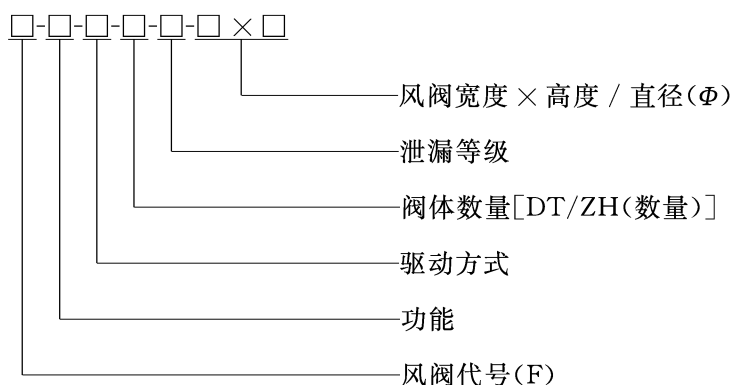 □-□-□-□-□-□×□
风阀宽度×高度/直径(Φ)
泄漏等级
阀体数量[DT/ZH(数量)]
驱动方式
功能
风阀代号(F)